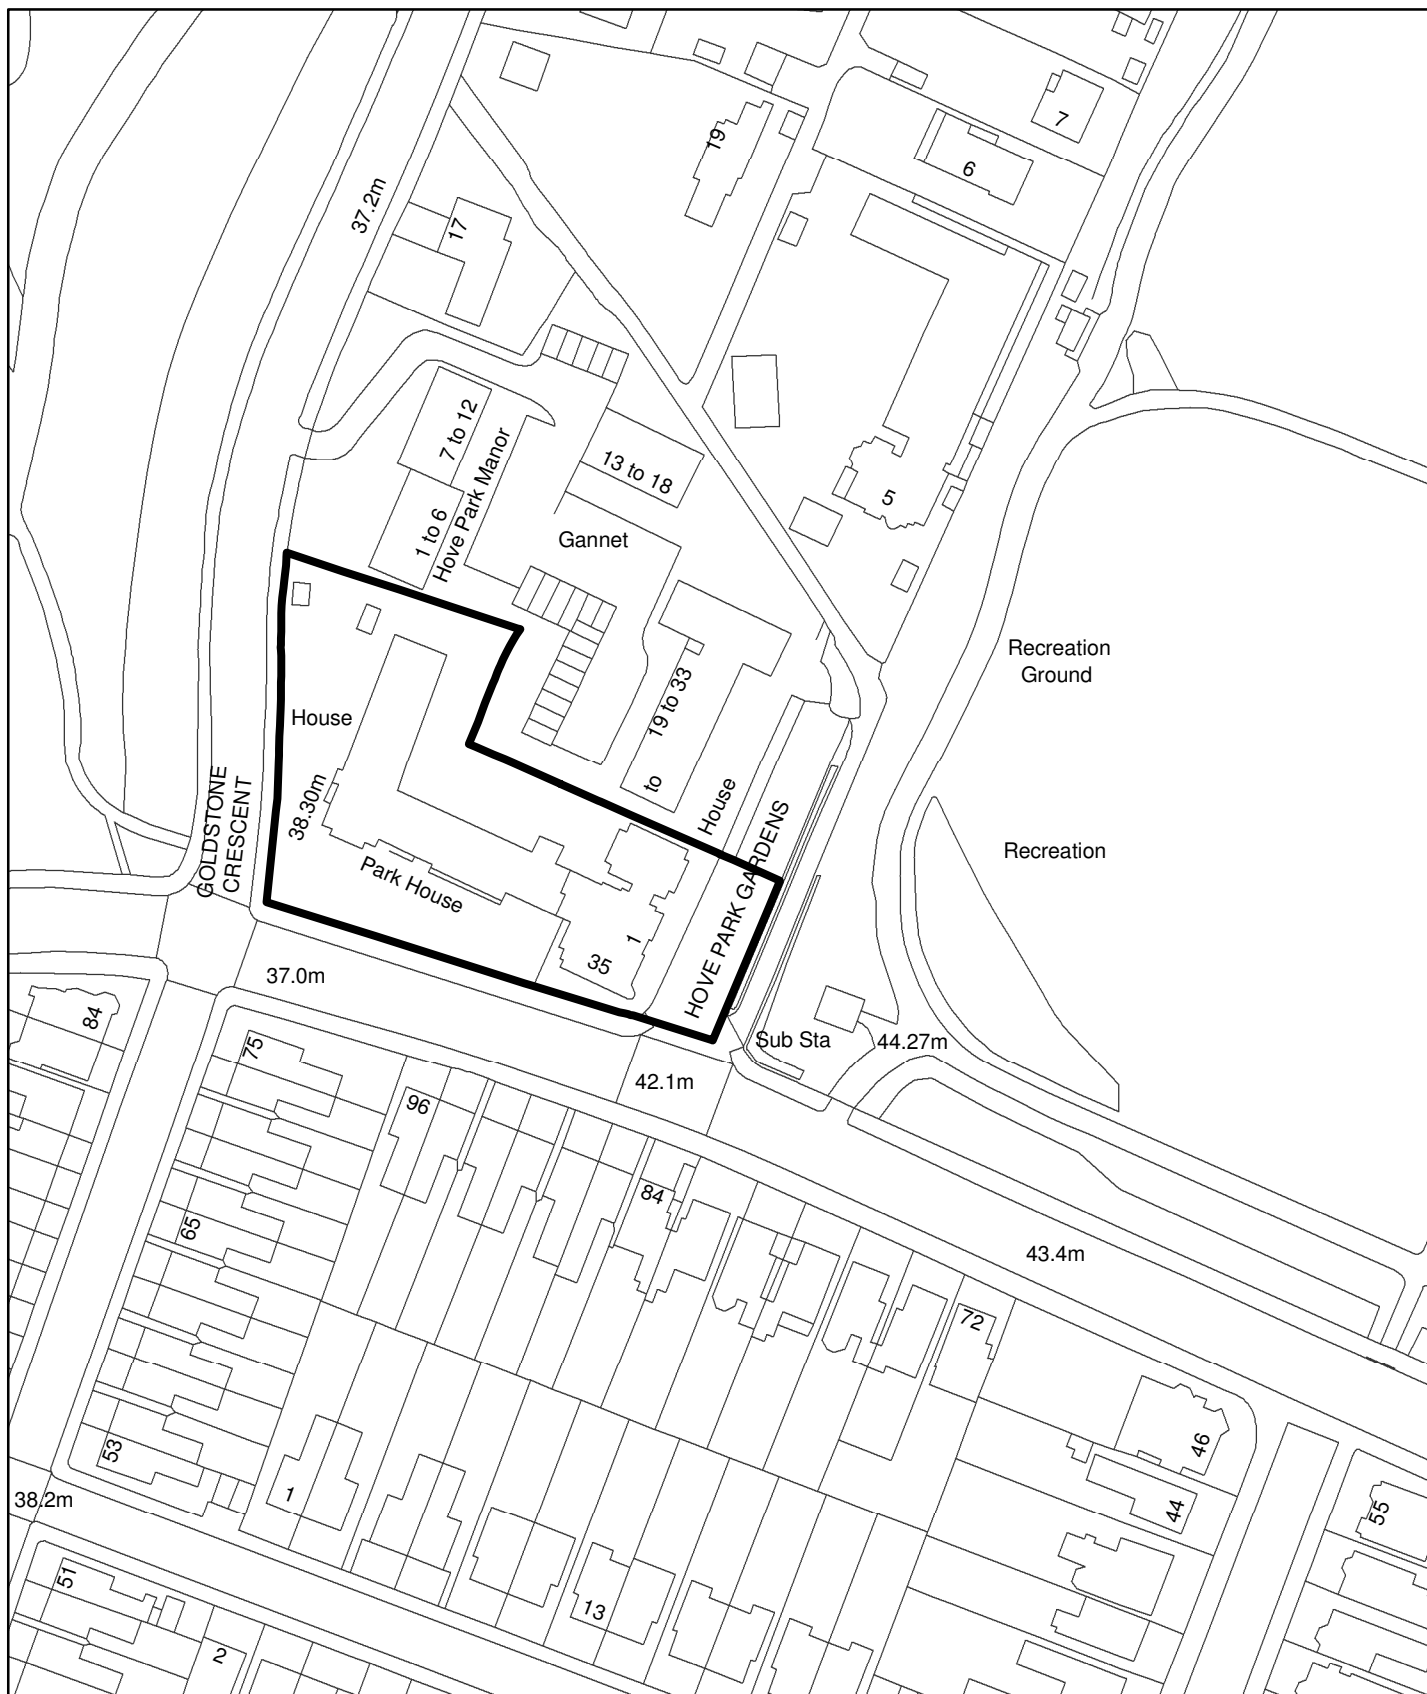 7
19
6
37.2m
17
7 to 12
Hove Park Manor
13 to 18
5
1 to 6
Gannet
Recreation
Ground
19 to 33
to
House
House
38.30m
GOLDSTONE
CRESCENT
HOVE PARK GARDENS
Recreation
Park House
1
35
37.0m
84
Sub Sta
44.27m
75
42.1m
96
84
65
43.4m
72
46
53
1
38.2m
44
55
51
13
2